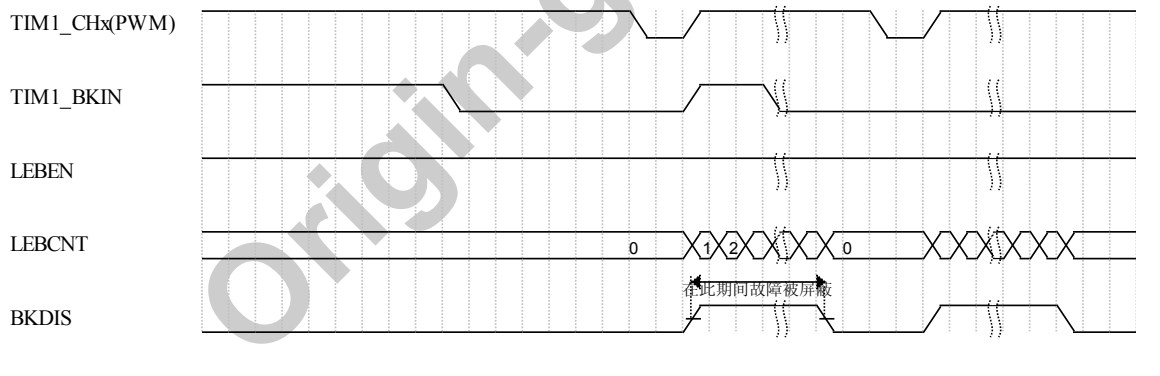 TIM1_CHx(PWM)
TIM1_BKIN
LEBEN
LEBCNT
0
1
2
0
在此期间故障被屏蔽
BKDIS
Origin-g